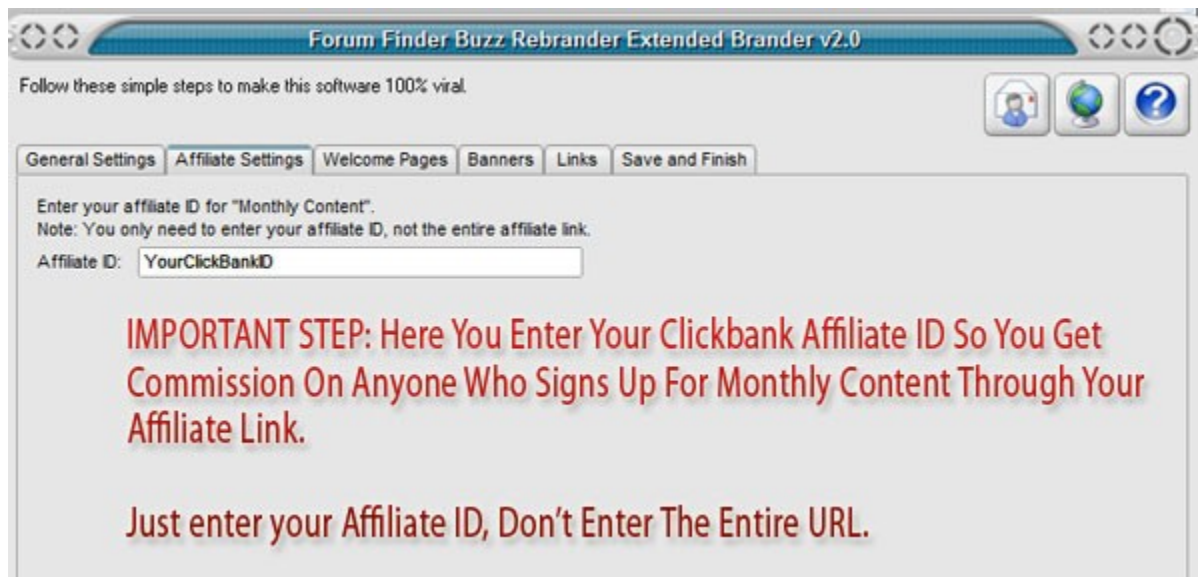 Forum Finder Buzz Rebrander Extended Brander v2.0
Follow these simple steps to make this software 100% viral.
General Settings Affiliate Settings Welcome Pages Banners Links Save and Finish
Enter your affiliate ID for "Monthly Content".
Note: You only need to enter your affiliate ID, not the entire affiliate link.
Affiliate ID: YourClickBankID
IMPORTANT STEP: Here You Enter Your Clickbank Affiliate ID So You Get
Commission On Anyone Who Signs Up For Monthly Content Through Your
Affiliate Link.
Just enter your Affiliate ID, Don't Enter The Entire URL.